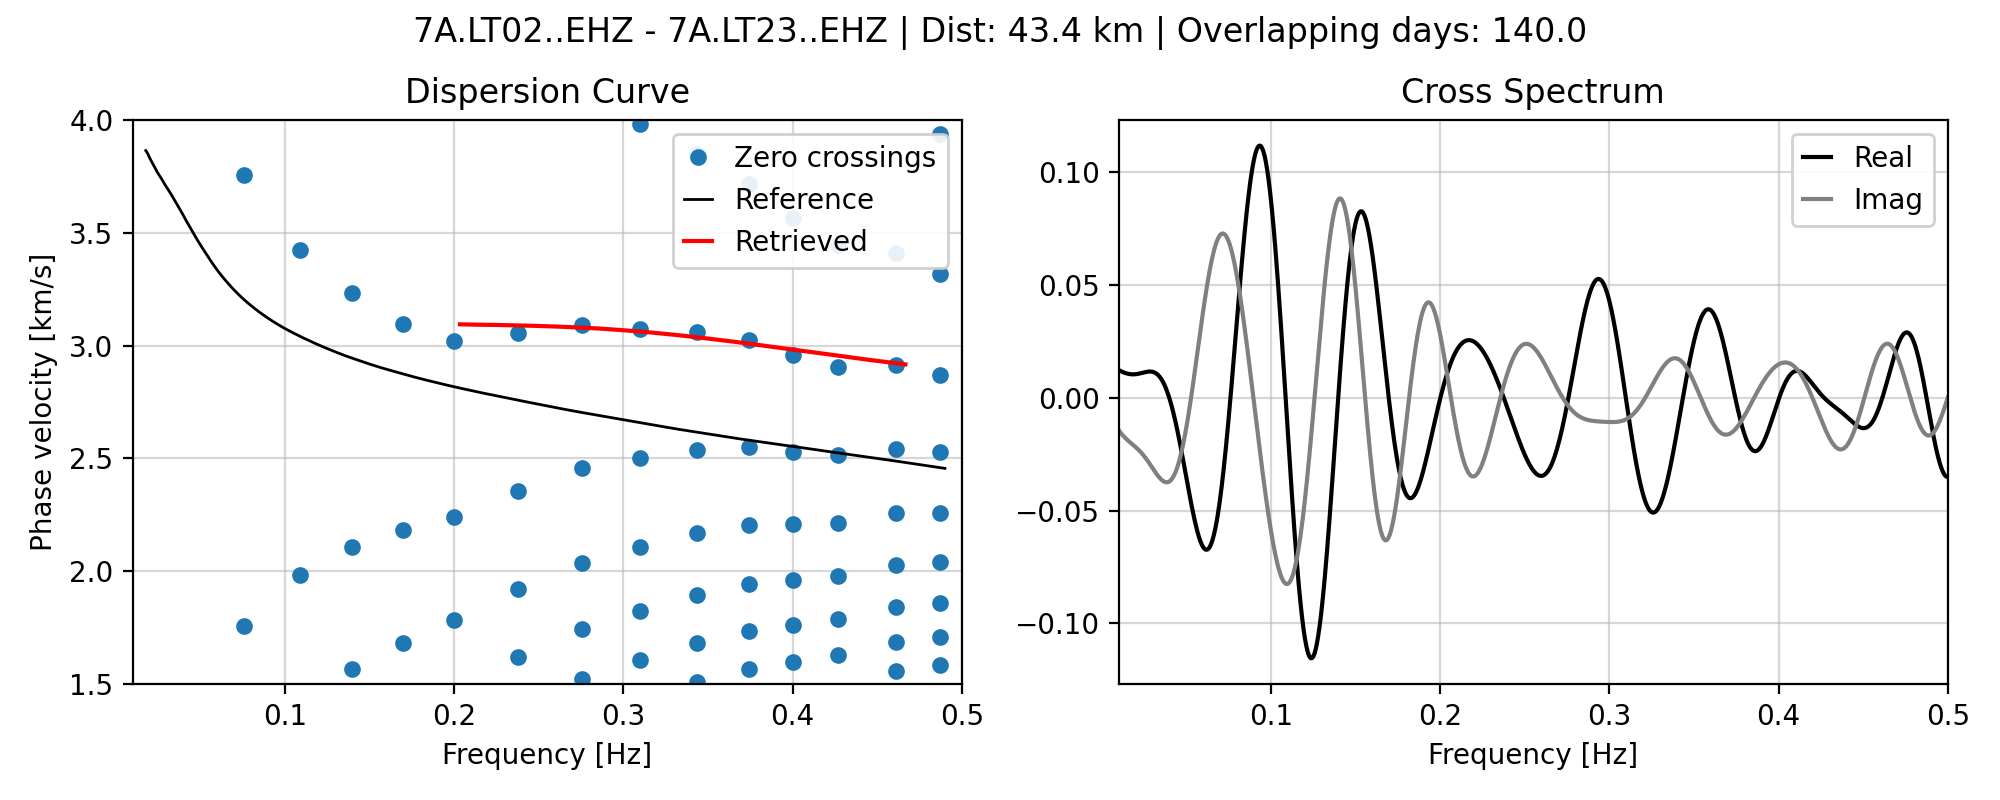 7A.LT02..EHZ - 7A.LT23..EHZ | Dist: 43.4 km | Overlapping days: 140.0
Dispersion Curve
Phase velocity [km/s]
4.0
3.5
3.0
2.5
2.0
1.5
Zero crossings
Reference
Retrieved
0.1
0.2
0.3
0.4
0.5
Frequency [Hz]
Cross Spectrum
0.10
0.05
0.00
−0.05
−0.10
Real
Imag
0.1
0.2
0.3
0.4
0.5
Frequency [Hz]